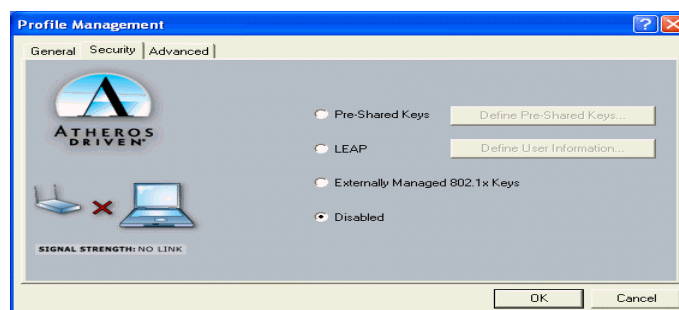 Profile Management
General Security Advanced
ATHEROS
DRIVEN
Pre-Shared Keys Define Pre-Shared Keys...
LEAP Define User Information...
Externally Managed 802.1x Keys
Disabled
SIGNAL STRENGTH: NO LINK
OK Cancel